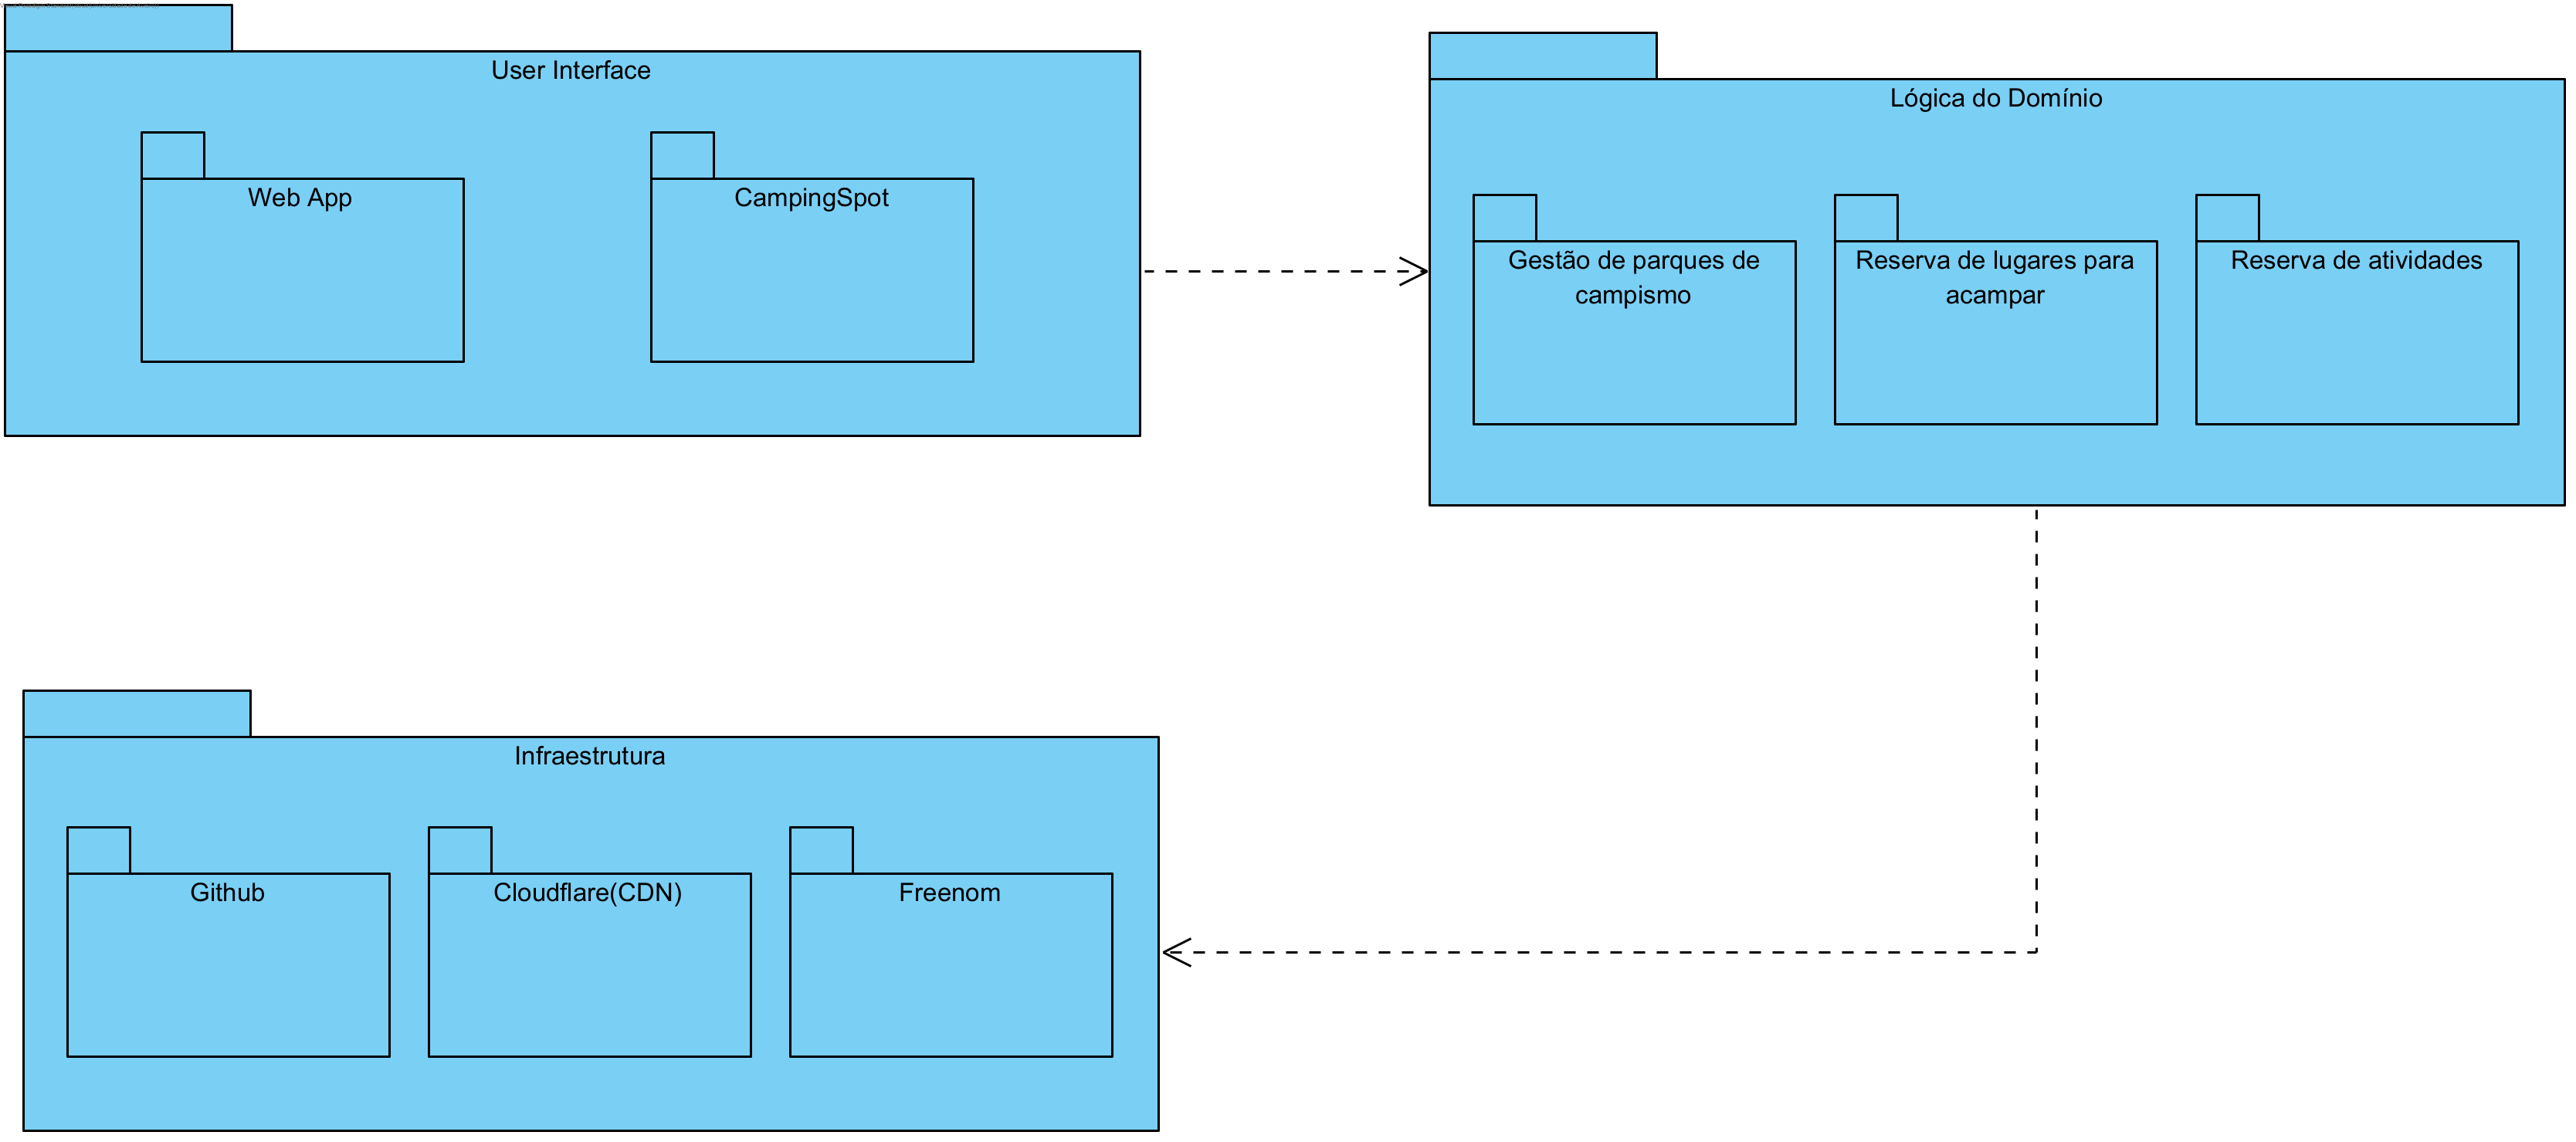 User Interface
Web App
CampingSpot
Lógica do Domínio
Gestão de parques de
campismo
Reserva de lugares para
acampar
Reserva de atividades
Infraestrutura
Github
Cloudflare(CDN)
Freenom